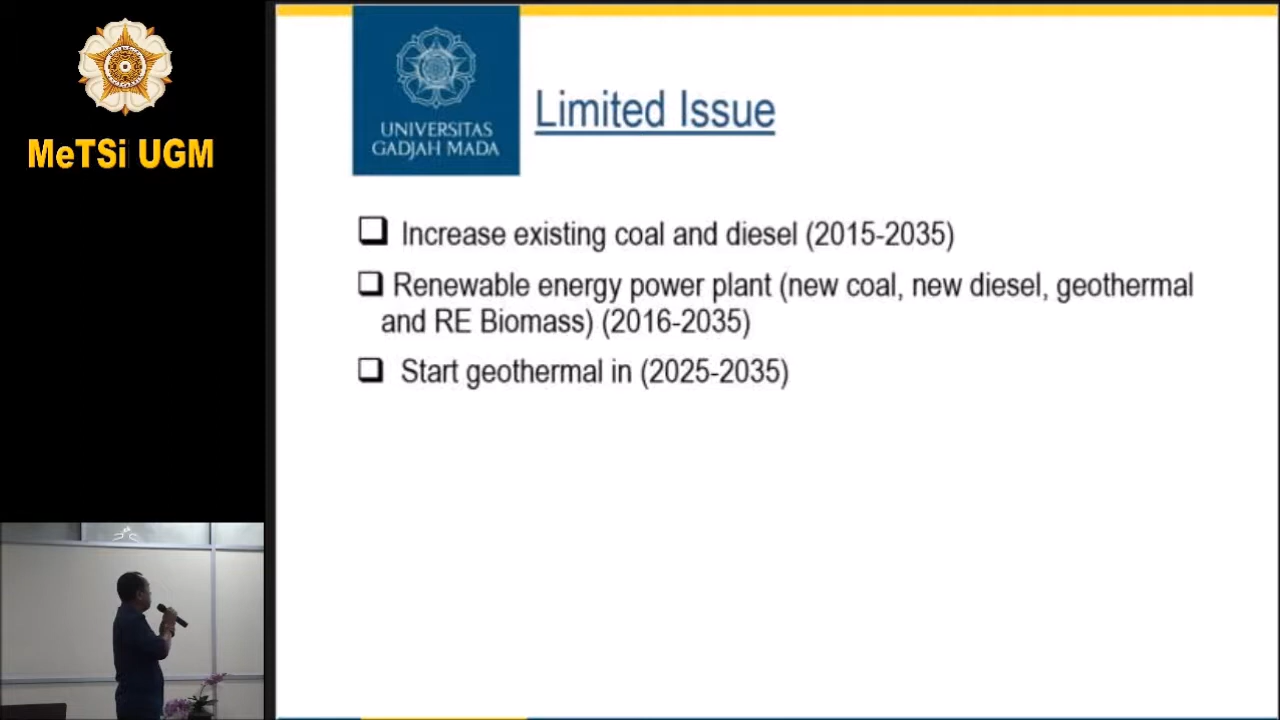 MeTSi UGM
UNIVERSITAS
GADJAH MADA
Limited Issue
Increase existing coal and diesel (2015-2035)
Renewable energy power plant (new coal, new diesel, geothermal
and RE Biomass) (2016-2035)
Start geothermal in (2025-2035)